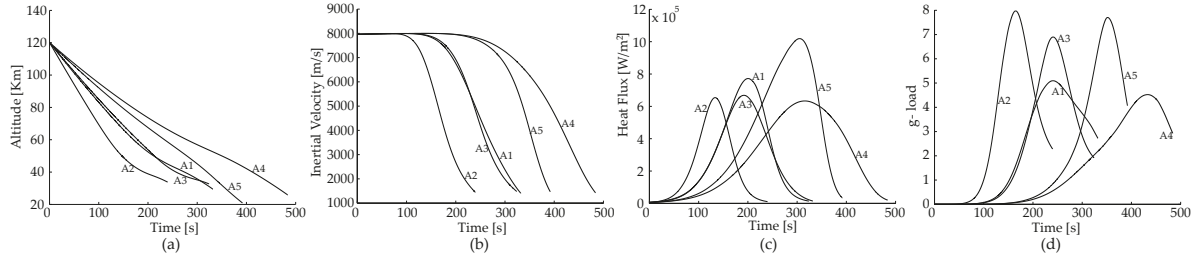 140
120
100
80
60
40
20
0 100 200 300 400 500
Altitude [Km]
Time [s]
A2
A1
A3
A5
A4
(a)
9000
8000
7000
6000
5000
4000
3000
2000
1000
0 100 200 300 400 500
Inertial Velocity [m/s]
Time [s]
A2
A3
A1
A5
A4
(b)
12
x 10⁵
10
8
6
4
2
0
0 100 200 300 400 500
Heat Flux [W/m²]
Time [s]
A2
A1
A3
A5
A4
(c)
8
7
6
5
4
3
2
1
0
0 100 200 300 400 500
g- load
Time [s]
A2
A3
A1
A5
A4
(d)